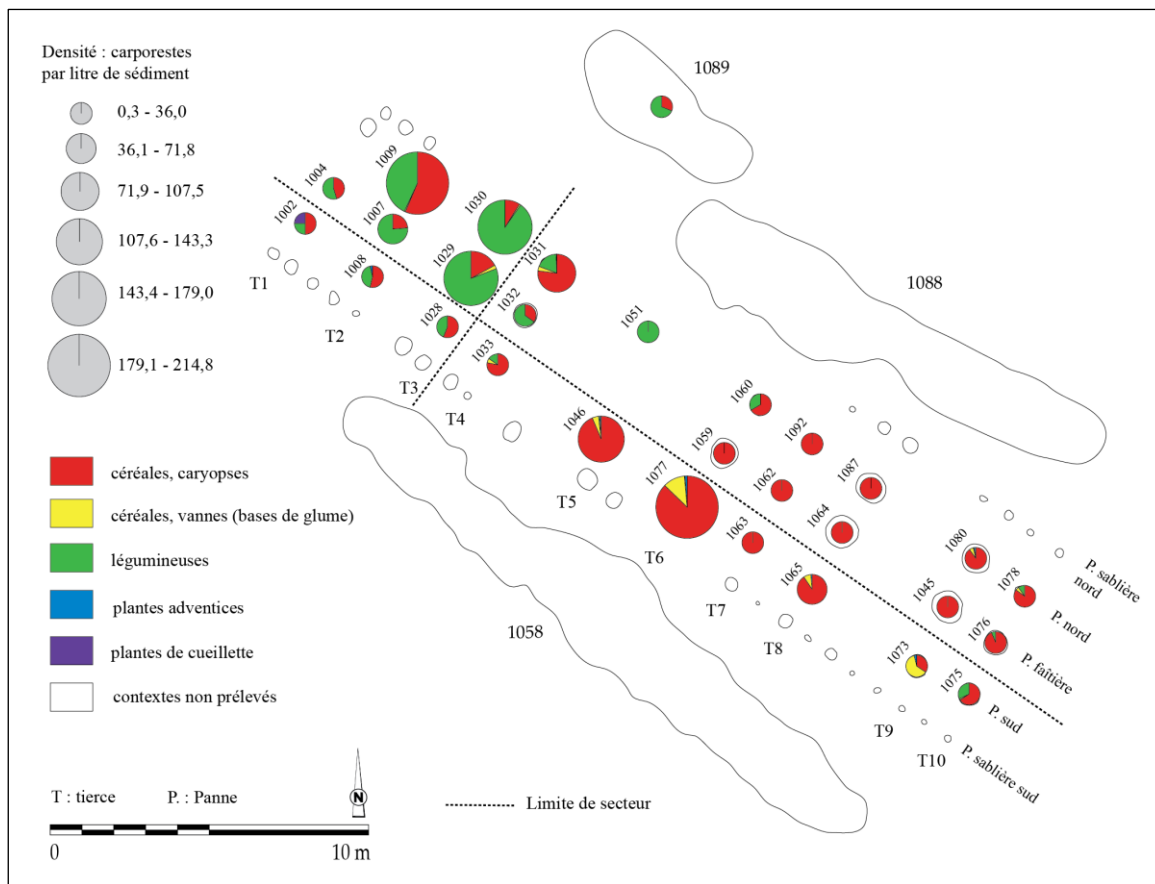 Densité : carporestes
par litre de sédiment
0,3 - 36,0
36,1 - 71,8
71,9 - 107,5
107,6 - 143,3
143,4 - 179,0
179,1 - 214,8
céréales, caryopses
céréales, vannes (bases de glume)
légumineuses
plantes adventices
plantes de cueillette
contextes non prélevés
T : tierce P. : Panne
N
Limite de secteur
0 10 m
1089
1088
1058
1009
1004
1002
1007
1030
1029
1031
1008
1032
1028
1033
1051
1046
1060
1059
1092
1077
1062
1087
1064
1063
1065
1080
1078
1045
1076
1073
1075
T1
T2
T3
T4
T5
T6
T7
T8
T9
T10
P. sablière
nord
P. nord
P. faîtière
P. sud
P. sablière sud